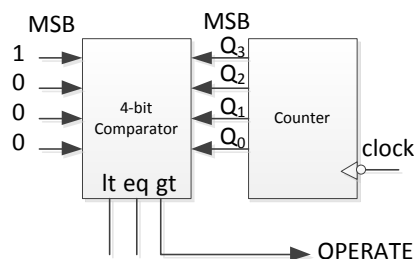 MSB MSB
1 Q3
0 Q2
0 4-bit Q1 Counter
Comparator
0 Q0
clock
lt eq gt
OPERATE